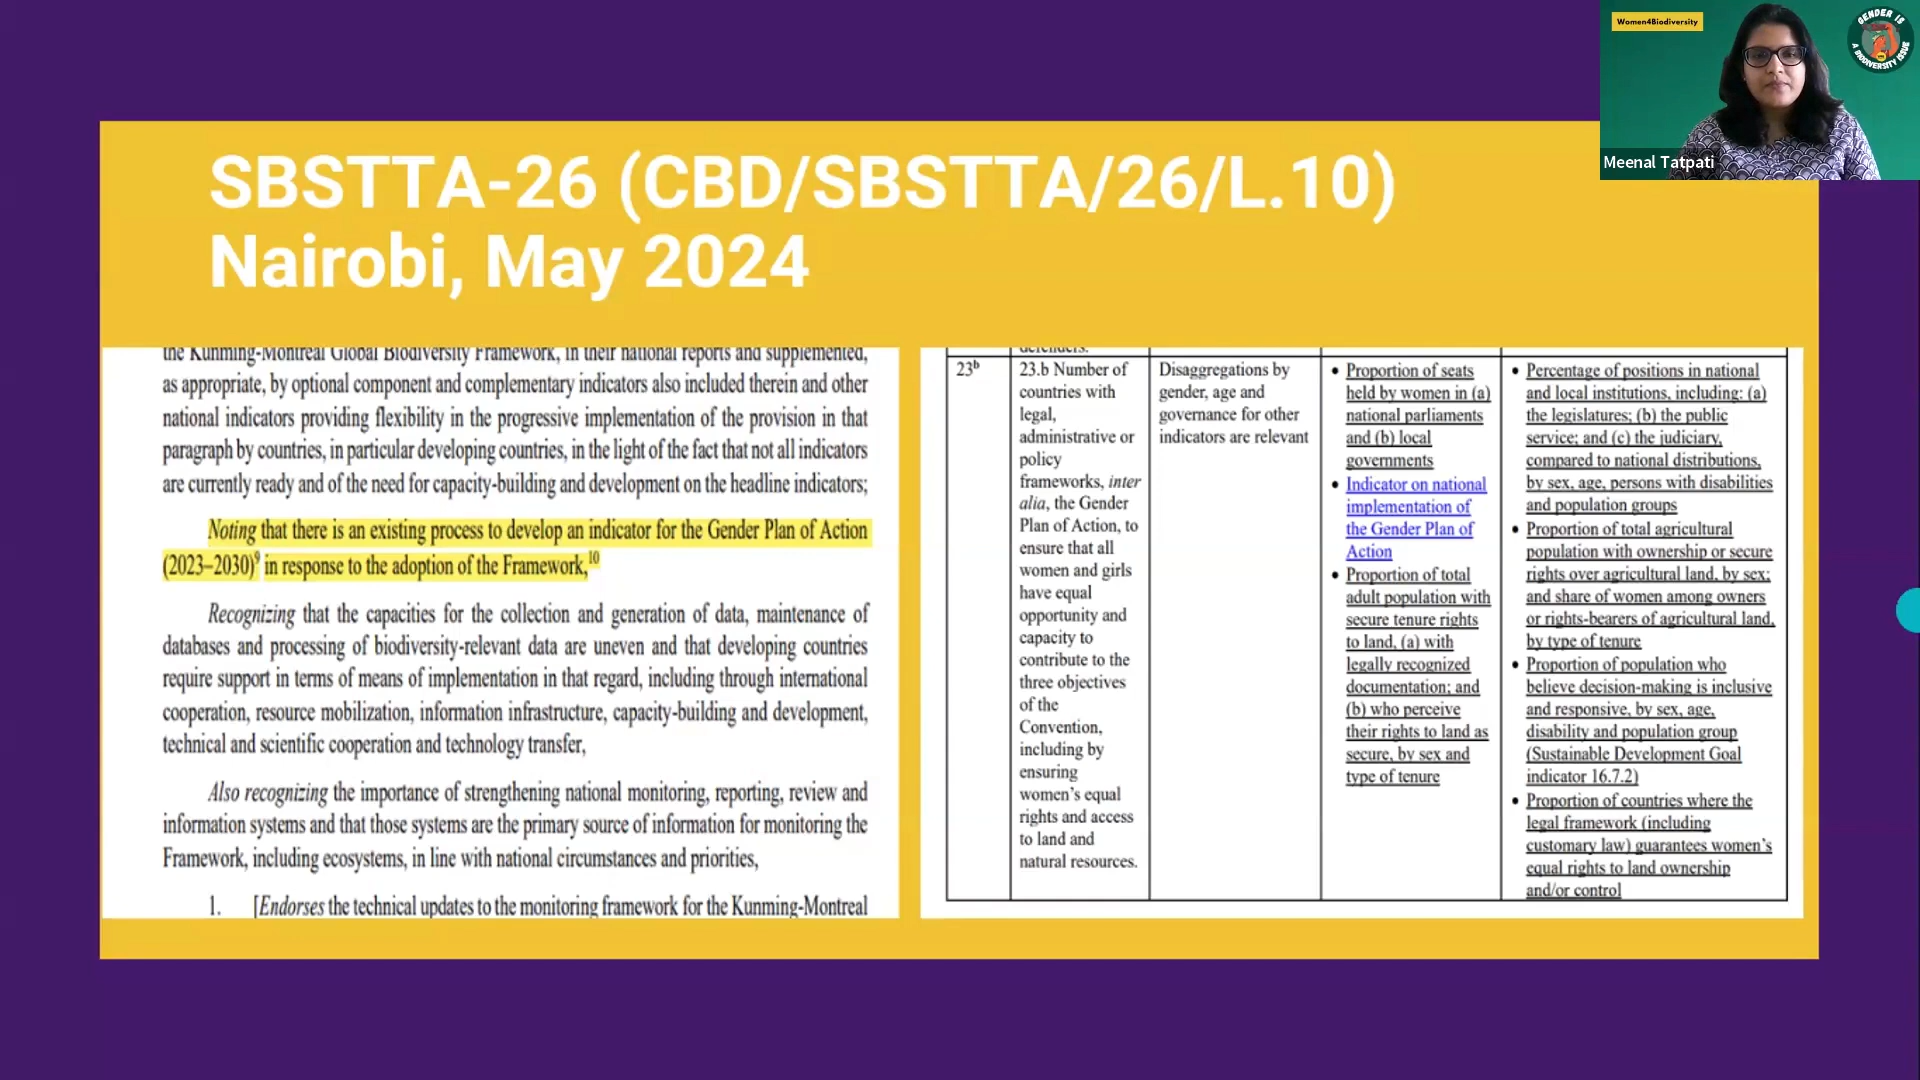 Women4Biodiversity
GENDER IS
A BIODIVERSITY ISSUE
Meenal Tatpati
SBSTTA-26 (CBD/SBSTTA/26/L.10)
Nairobi, May 2024
the Kunming-Montreal Global Biodiversity Framework, in their national reports and supplemented,
as appropriate, by optional component and complementary indicators also included therein and other
national indicators providing flexibility in the progressive implementation of the provision in that
paragraph by countries, in particular developing countries, in the light of the fact that not all indicators
are currently ready and of the need for capacity-building and development on the headline indicators;
Noting that there is an existing process to develop an indicator for the Gender Plan of Action
(2023–2030)9 in response to the adoption of the Framework,10
Recognizing that the capacities for the collection and generation of data, maintenance of
databases and processing of biodiversity-relevant data are uneven and that developing countries
require support in terms of means of implementation in that regard, including through international
cooperation, resource mobilization, information infrastructure, capacity-building and development,
technical and scientific cooperation and technology transfer,
Also recognizing the importance of strengthening national monitoring, reporting, review and
information systems and that those systems are the primary source of information for monitoring the
Framework, including ecosystems, in line with national circumstances and priorities,
1. [Endorses the technical updates to the monitoring framework for the Kunming-Montreal
defenders.
23b
23.b Number of
countries with
legal,
administrative or
policy
frameworks, inter
alia, the Gender
Plan of Action, to
ensure that all
women and girls
have equal
opportunity and
capacity to
contribute to the
three objectives
of the
Convention,
including by
ensuring
women's equal
rights and access
to land and
natural resources.
Disaggregations by
gender, age and
governance for other
indicators are relevant
• Proportion of seats
held by women in (a)
national parliaments
and (b) local
governments
• Indicator on national
implementation of
the Gender Plan of
Action
• Proportion of total
adult population with
secure tenure rights
to land, (a) with
legally recognized
documentation; and
(b) who perceive
their rights to land as
secure, by sex and
type of tenure
• Percentage of positions in national
and local institutions, including: (a)
the legislatures; (b) the public
service; and (c) the judiciary,
compared to national distributions,
by sex, age, persons with disabilities
and population groups
• Proportion of total agricultural
population with ownership or secure
rights over agricultural land, by sex;
and share of women among owners
or rights-bearers of agricultural land,
by type of tenure
• Proportion of population who
believe decision-making is inclusive
and responsive, by sex, age,
disability and population group
(Sustainable Development Goal
indicator 16.7.2)
• Proportion of countries where the
legal framework (including
customary law) guarantees women's
equal rights to land ownership
and/or control